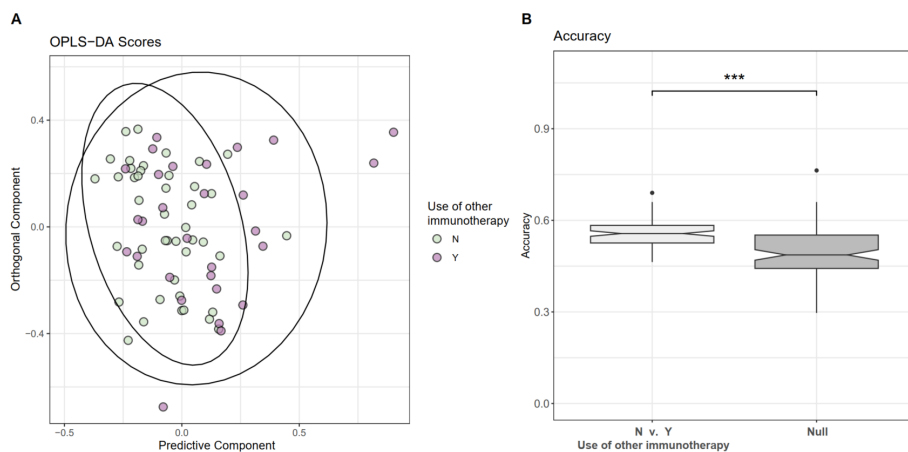 A
OPLS−DA Scores
Orthogonal Component
0.4
0.0
−0.4
−0.5
0.0
0.5
Predictive Component
Use of other
immunotherapy
N
Y
B
Accuracy
***
Accuracy
0.9
0.6
0.3
0.0
N v. Y
Null
Use of other immunotherapy